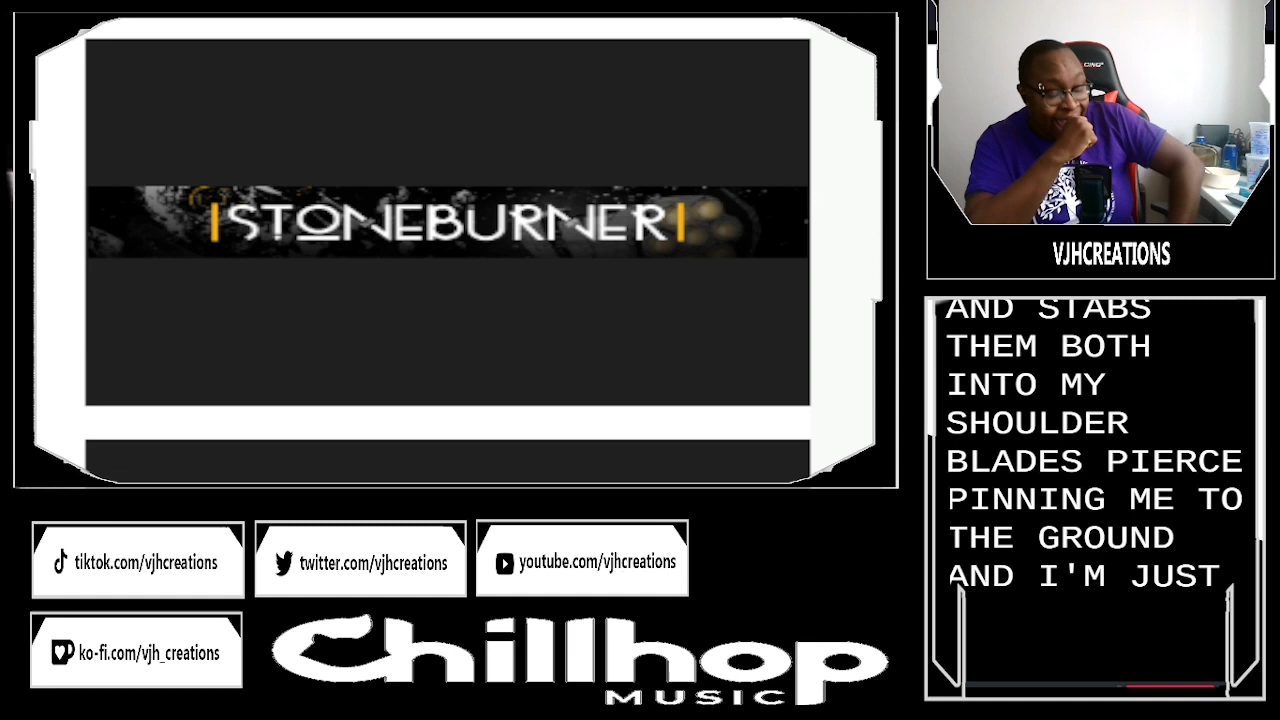 |STONEBURNER|
VJHCREATIONS
AND STABS
THEM BOTH
INTO MY
SHOULDER
BLADES PIERCE
PINNING ME TO
THE GROUND
AND I'M JUST
tiktok.com/vjhcreations
twitter.com/vjhcreations
youtube.com/vjhcreations
ko-fi.com/vjh_creations
Chillhop
MUSIC